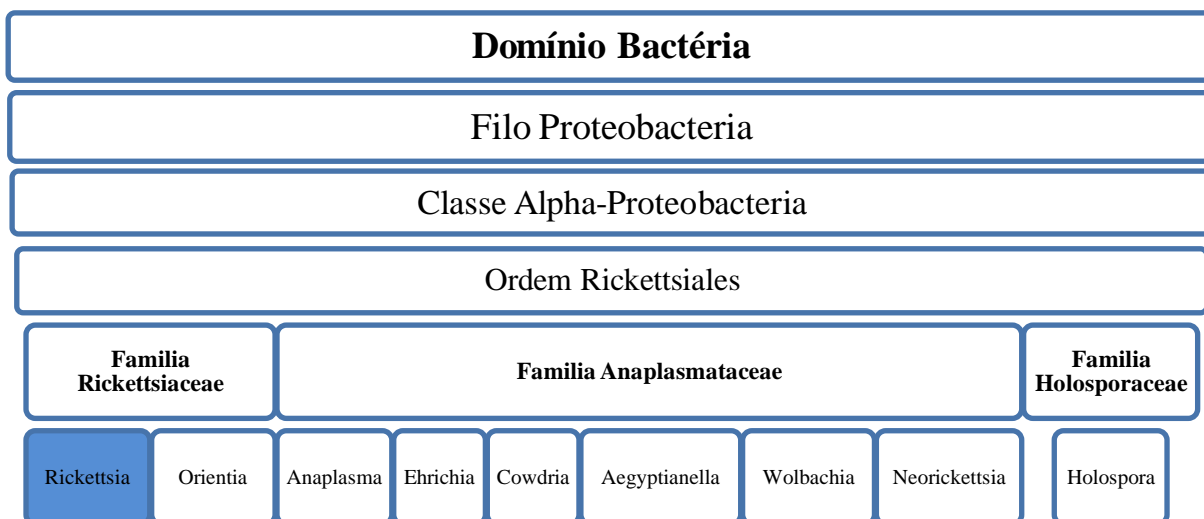 Domínio Bactéria
Filo Proteobacteria
Classe Alpha-Proteobacteria
Ordem Rickettsiales
Familia
Rickettsiaceae
Familia Anaplasmataceae
Familia
Holosporaceae
Rickettsia
Orientia
Anaplasma
Ehrichia
Cowdria
Aegyptianella
Wolbachia
Neorickettsia
Holospora